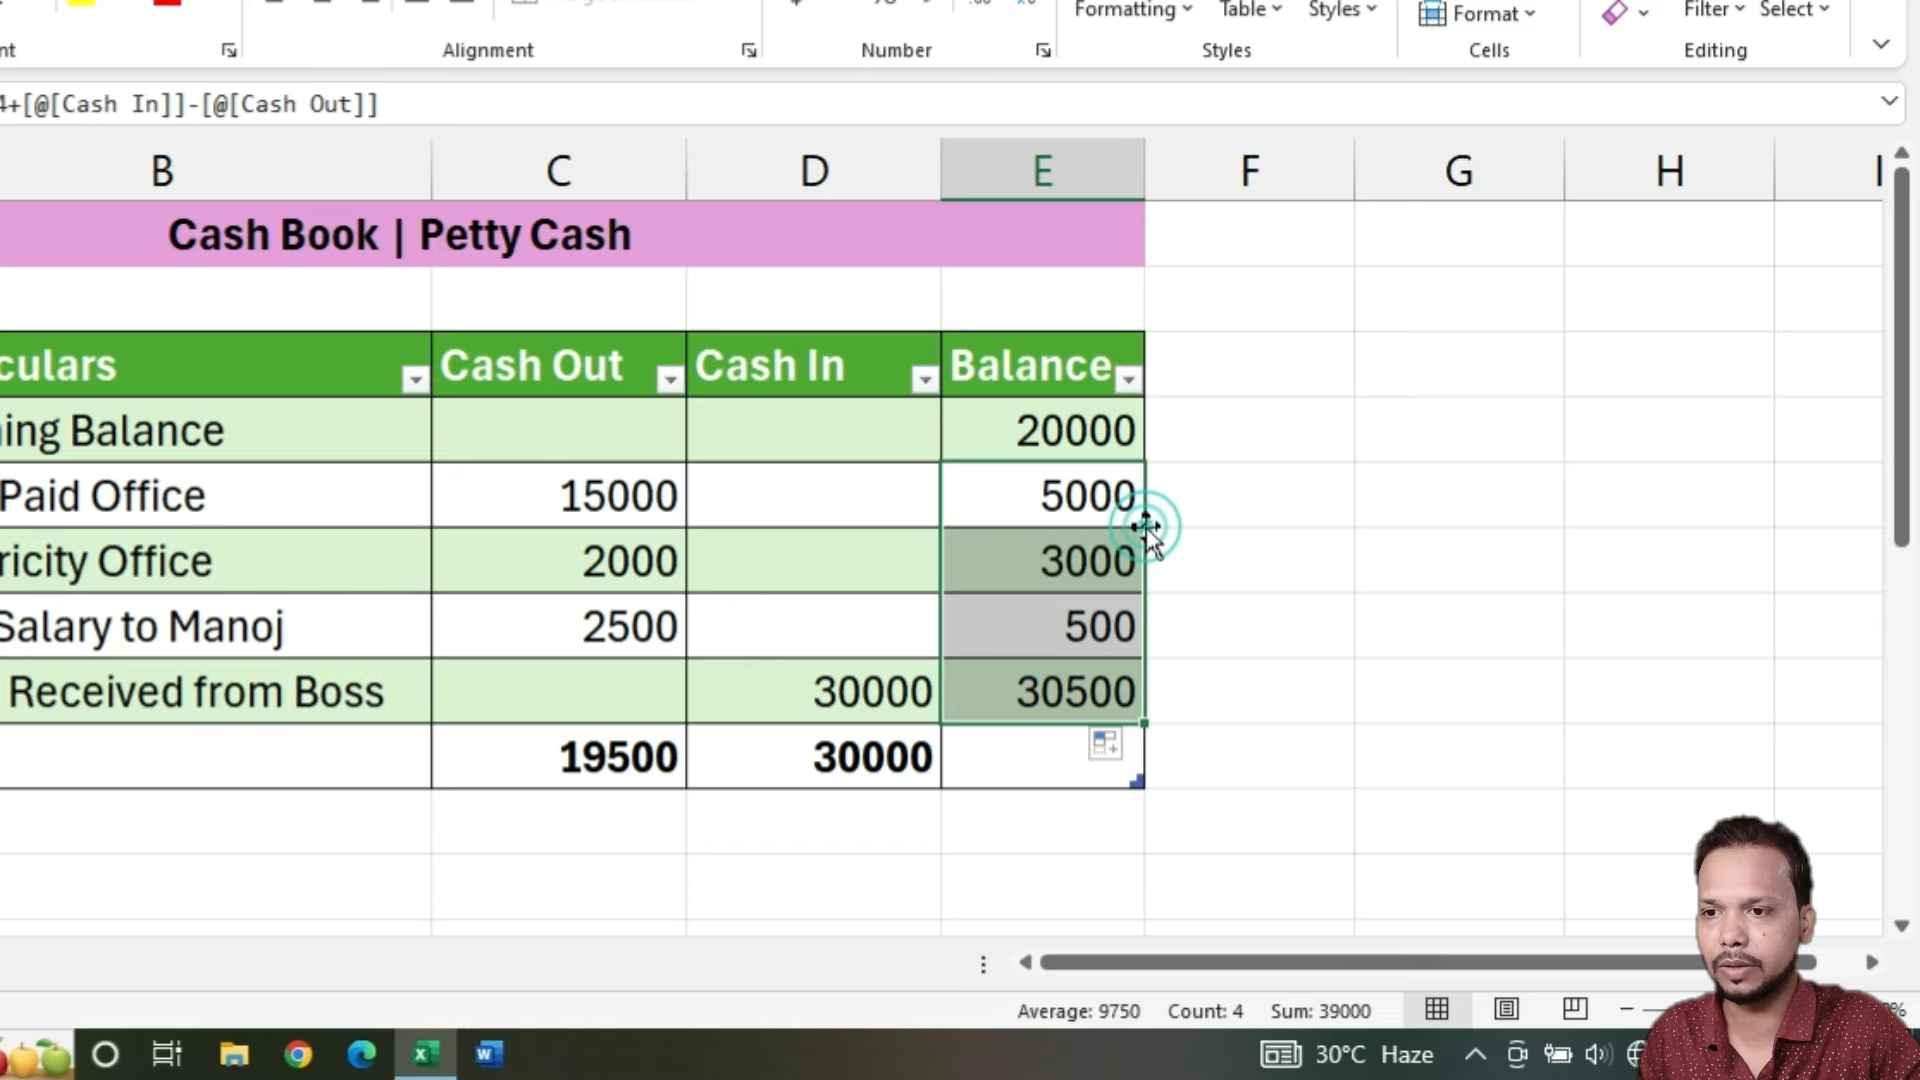 Formatting Table Styles Format Filter Select
nt Alignment Number Styles Cells Editing
4+[@[Cash In]]-[@[Cash Out]]
B C D E F G H I
Cash Book | Petty Cash
culars Cash Out Cash In Balance
ning Balance 20000
Paid Office 15000 5000
ricity Office 2000 3000
Salary to Manoj 2500 500
Received from Boss 30000 30500
19500 30000
Average: 9750 Count: 4 Sum: 39000
30°C Haze